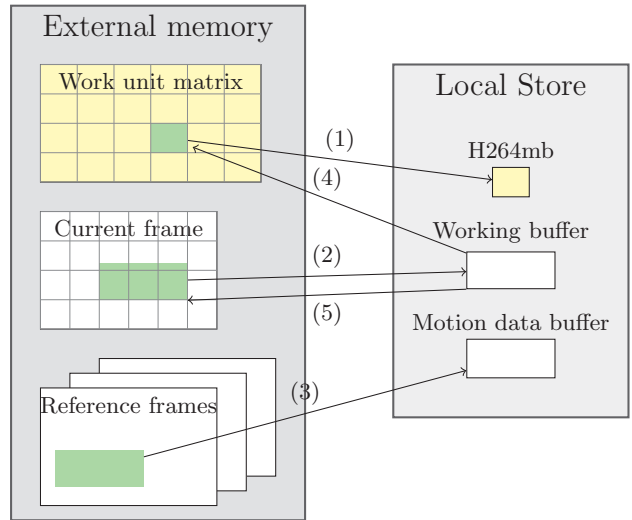 External memory
Work unit matrix
Current frame
Reference frames
(1)
(4)
(2)
(5)
(3)
Local Store
H264mb
Working buffer
Motion data buffer